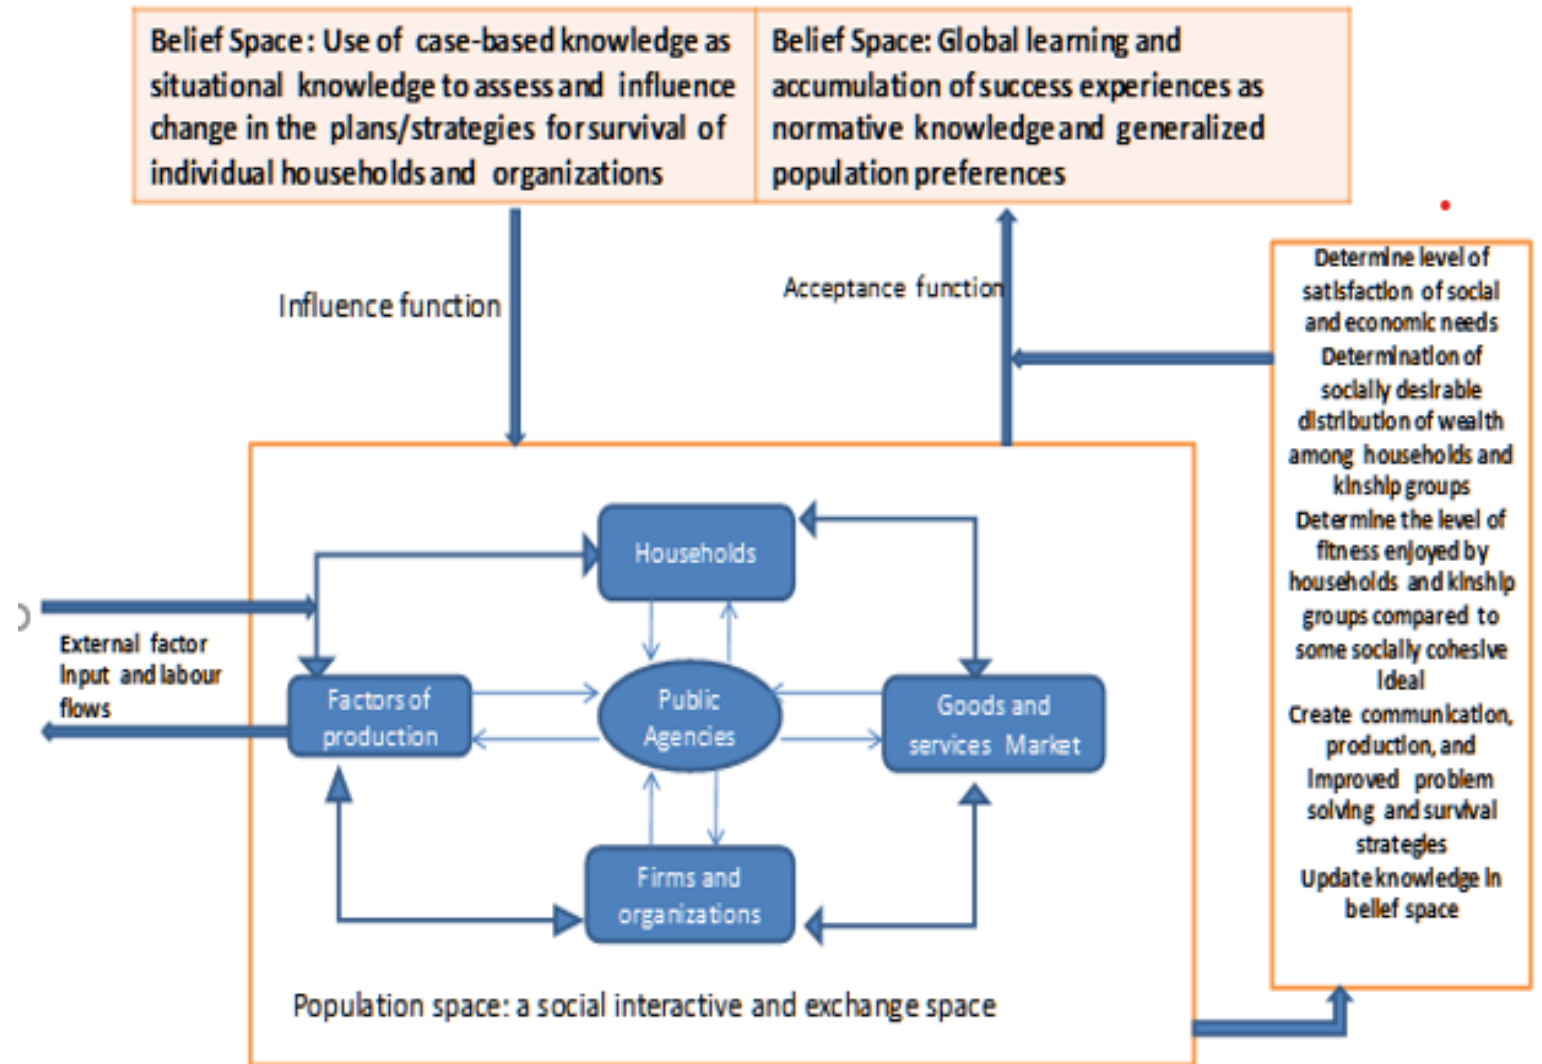 Belief Space: Use of case-based knowledge as
situational knowledge to assess and influence
change in the plans/strategies for survival of
individual households and organizations
Belief Space: Global learning and
accumulation of success experiences as
normative knowledge and generalized
population preferences
Influence function
Acceptance function
Determine level of
satisfaction of social
and economic needs
Determination of
socially desirable
distribution of wealth
among households and
kinship groups
Determine the level of
fitness enjoyed by
households and kinship
groups compared to
some socially cohesive
ideal
Create communication,
production, and
improved problem
solving and survival
strategies
Update knowledge in
belief space
Households
External factor
input and labour
flows
Factors of
production
Public
Agencies
Goods and
services Market
Firms and
organizations
Population space: a social interactive and exchange space